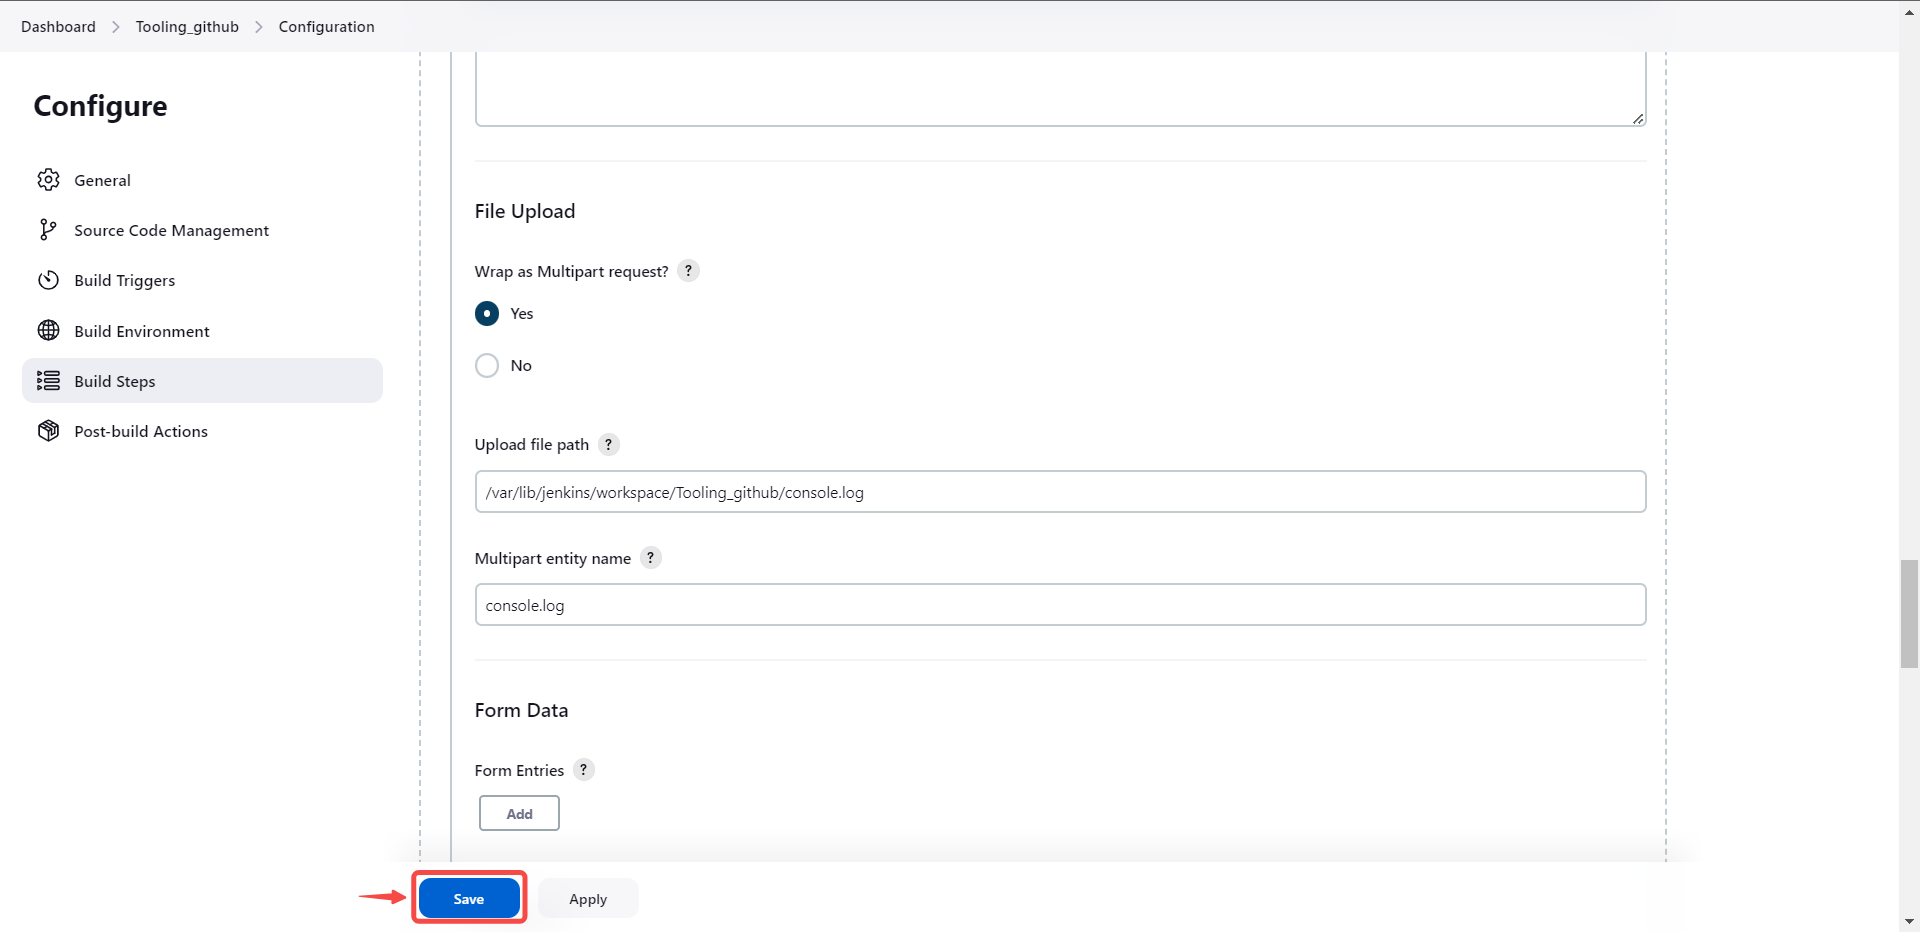 Dashboard > Tooling_github > Configuration
Configure
General
Source Code Management
Build Triggers
Build Environment
Build Steps
Post-build Actions
File Upload
Wrap as Multipart request? ?
Yes
No
Upload file path ?
/var/lib/jenkins/workspace/Tooling_github/console.log
Multipart entity name ?
console.log
Form Data
Form Entries ?
Add
Save Apply